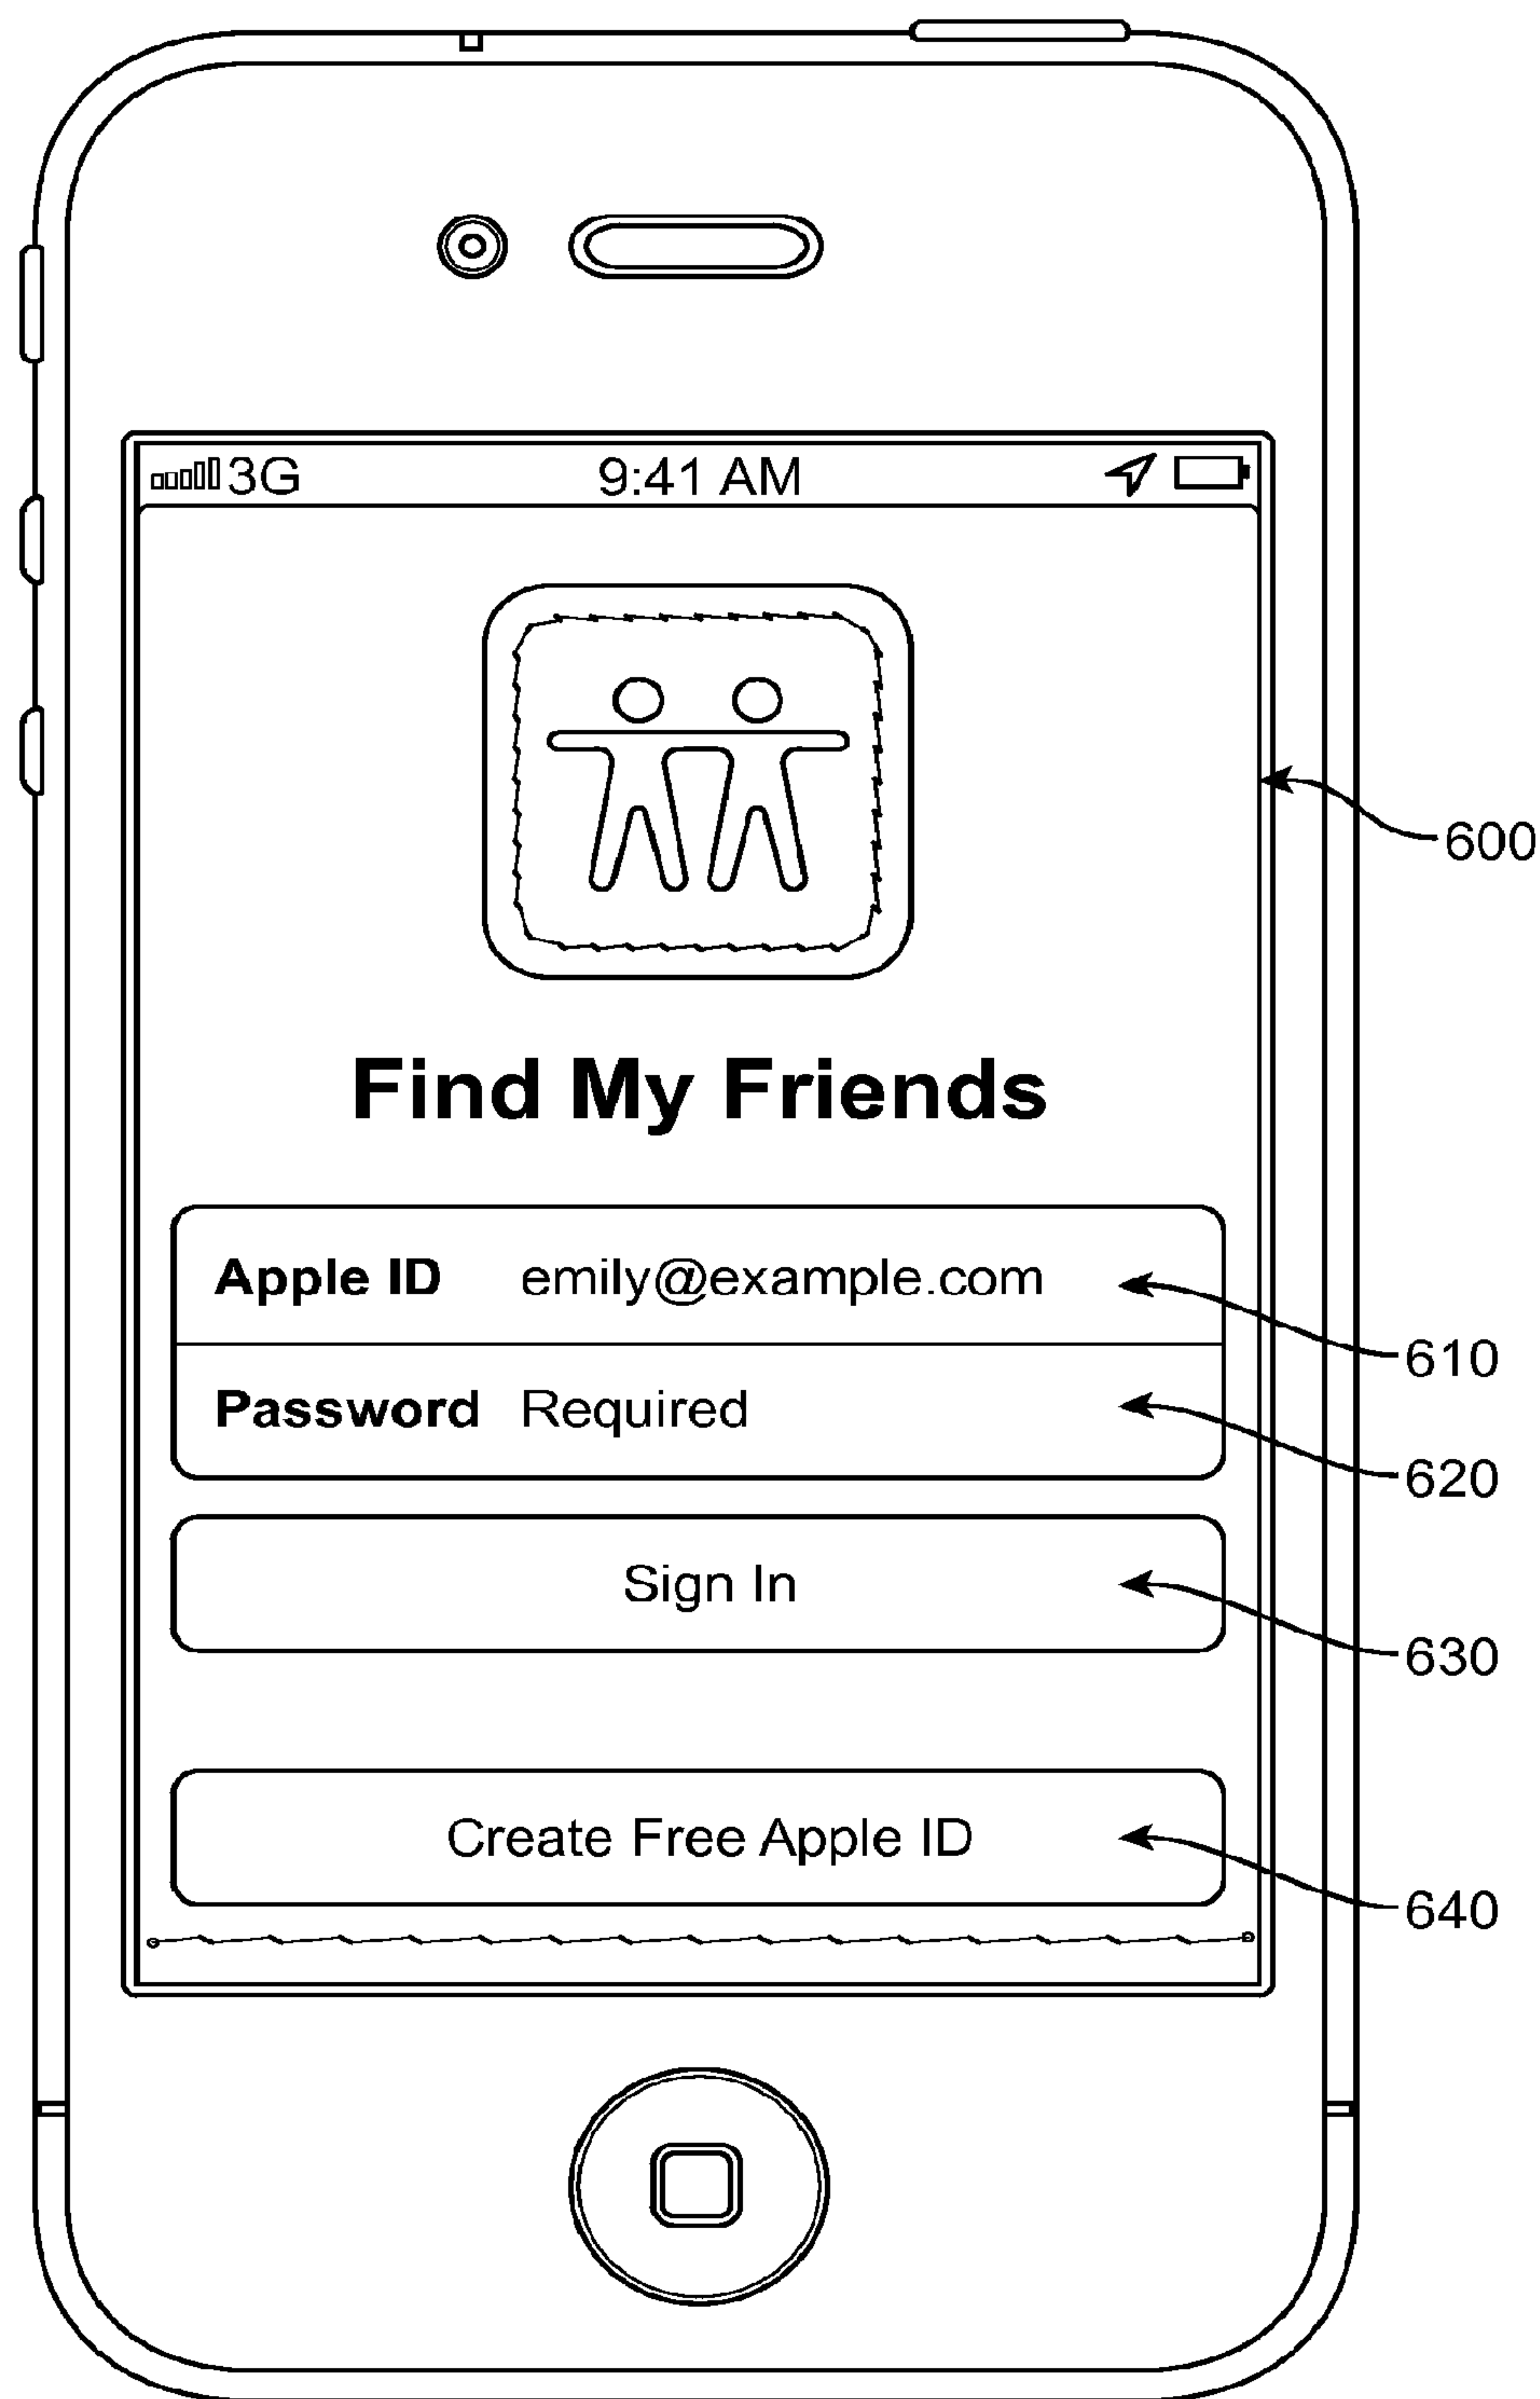 3G 9:41 AM
600
Find My Friends
Apple ID emily@example.com
610
Password Required
620
Sign In
630
Create Free Apple ID
640